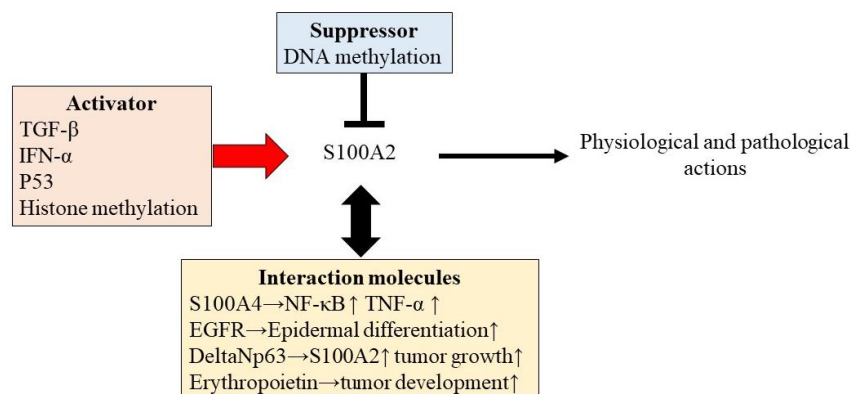 Suppressor
DNA methylation
Activator
TGF-β
IFN-α
P53
Histone methylation
S100A2
Physiological and pathological
actions
Interaction molecules
S100A4→NF-κB↑ TNF-α ↑
EGFR→Epidermal differentiation↑
DeltaNp63→S100A2↑ tumor growth↑
Erythropoietin→tumor development↑